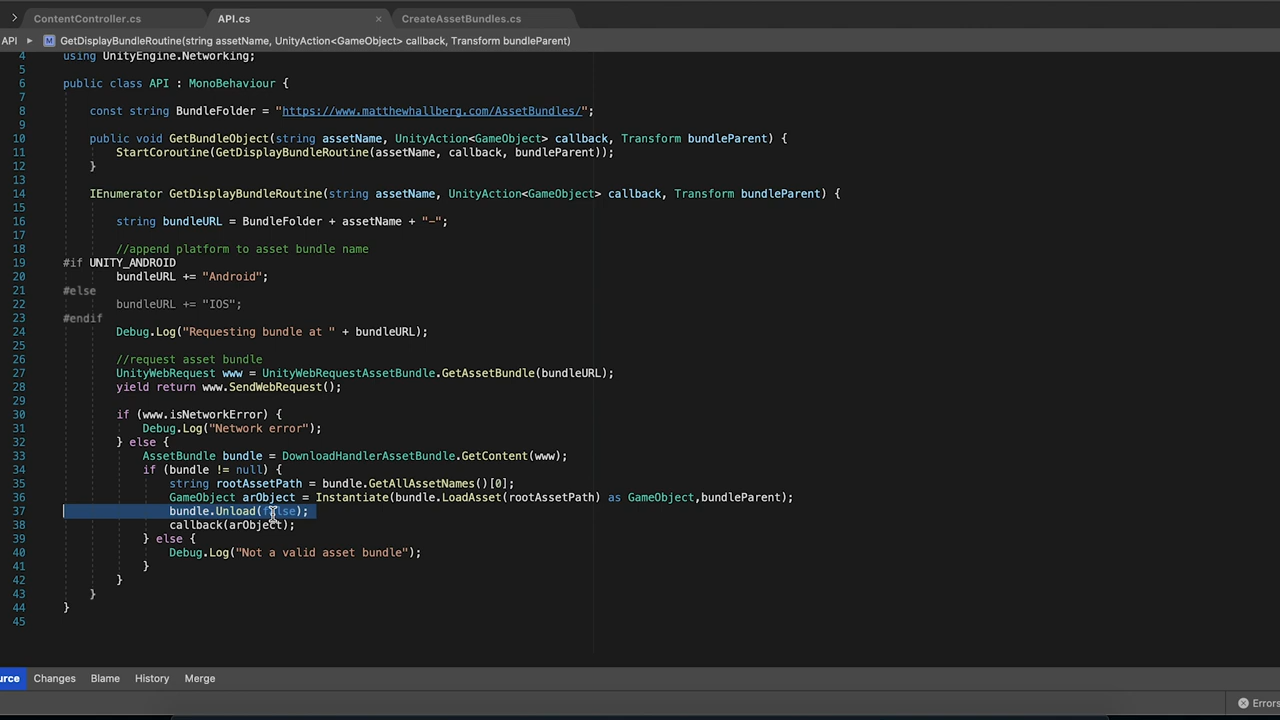 ContentController.cs
API.cs
CreateAssetBundles.cs
API
M GetDisplayBundleRoutine(string assetName, UnityAction<GameObject> callback, Transform bundleParent)
4 using UnityEngine.Networking;
5
6 public class API : MonoBehaviour {
7
8 const string BundleFolder = "https://www.matthewhallberg.com/AssetBundles/";
9
10 public void GetBundleObject(string assetName, UnityAction<GameObject> callback, Transform bundleParent) {
11 StartCoroutine(GetDisplayBundleRoutine(assetName, callback, bundleParent));
12 }
13
14 IEnumerator GetDisplayBundleRoutine(string assetName, UnityAction<GameObject> callback, Transform bundleParent) {
15
16 string bundleURL = BundleFolder + assetName + "-";
17
18 //append platform to asset bundle name
19 #if UNITY_ANDROID
20 bundleURL += "Android";
21 #else
22 bundleURL += "IOS";
23 #endif
24 Debug.Log("Requesting bundle at " + bundleURL);
25
26 //request asset bundle
27 UnityWebRequest www = UnityWebRequestAssetBundle.GetAssetBundle(bundleURL);
28 yield return www.SendWebRequest();
29
30 if (www.isNetworkError) {
31 Debug.Log("Network error");
32 } else {
33 AssetBundle bundle = DownloadHandlerAssetBundle.GetContent(www);
34 if (bundle != null) {
35 string rootAssetPath = bundle.GetAllAssetNames()[0];
36 GameObject arObject = Instantiate(bundle.LoadAsset(rootAssetPath) as GameObject,bundleParent);
37 bundle.Unload(false);
38 callback(arObject);
39 } else {
40 Debug.Log("Not a valid asset bundle");
41 }
42 }
43 }
44 }
45
urce Changes Blame History Merge
Errors